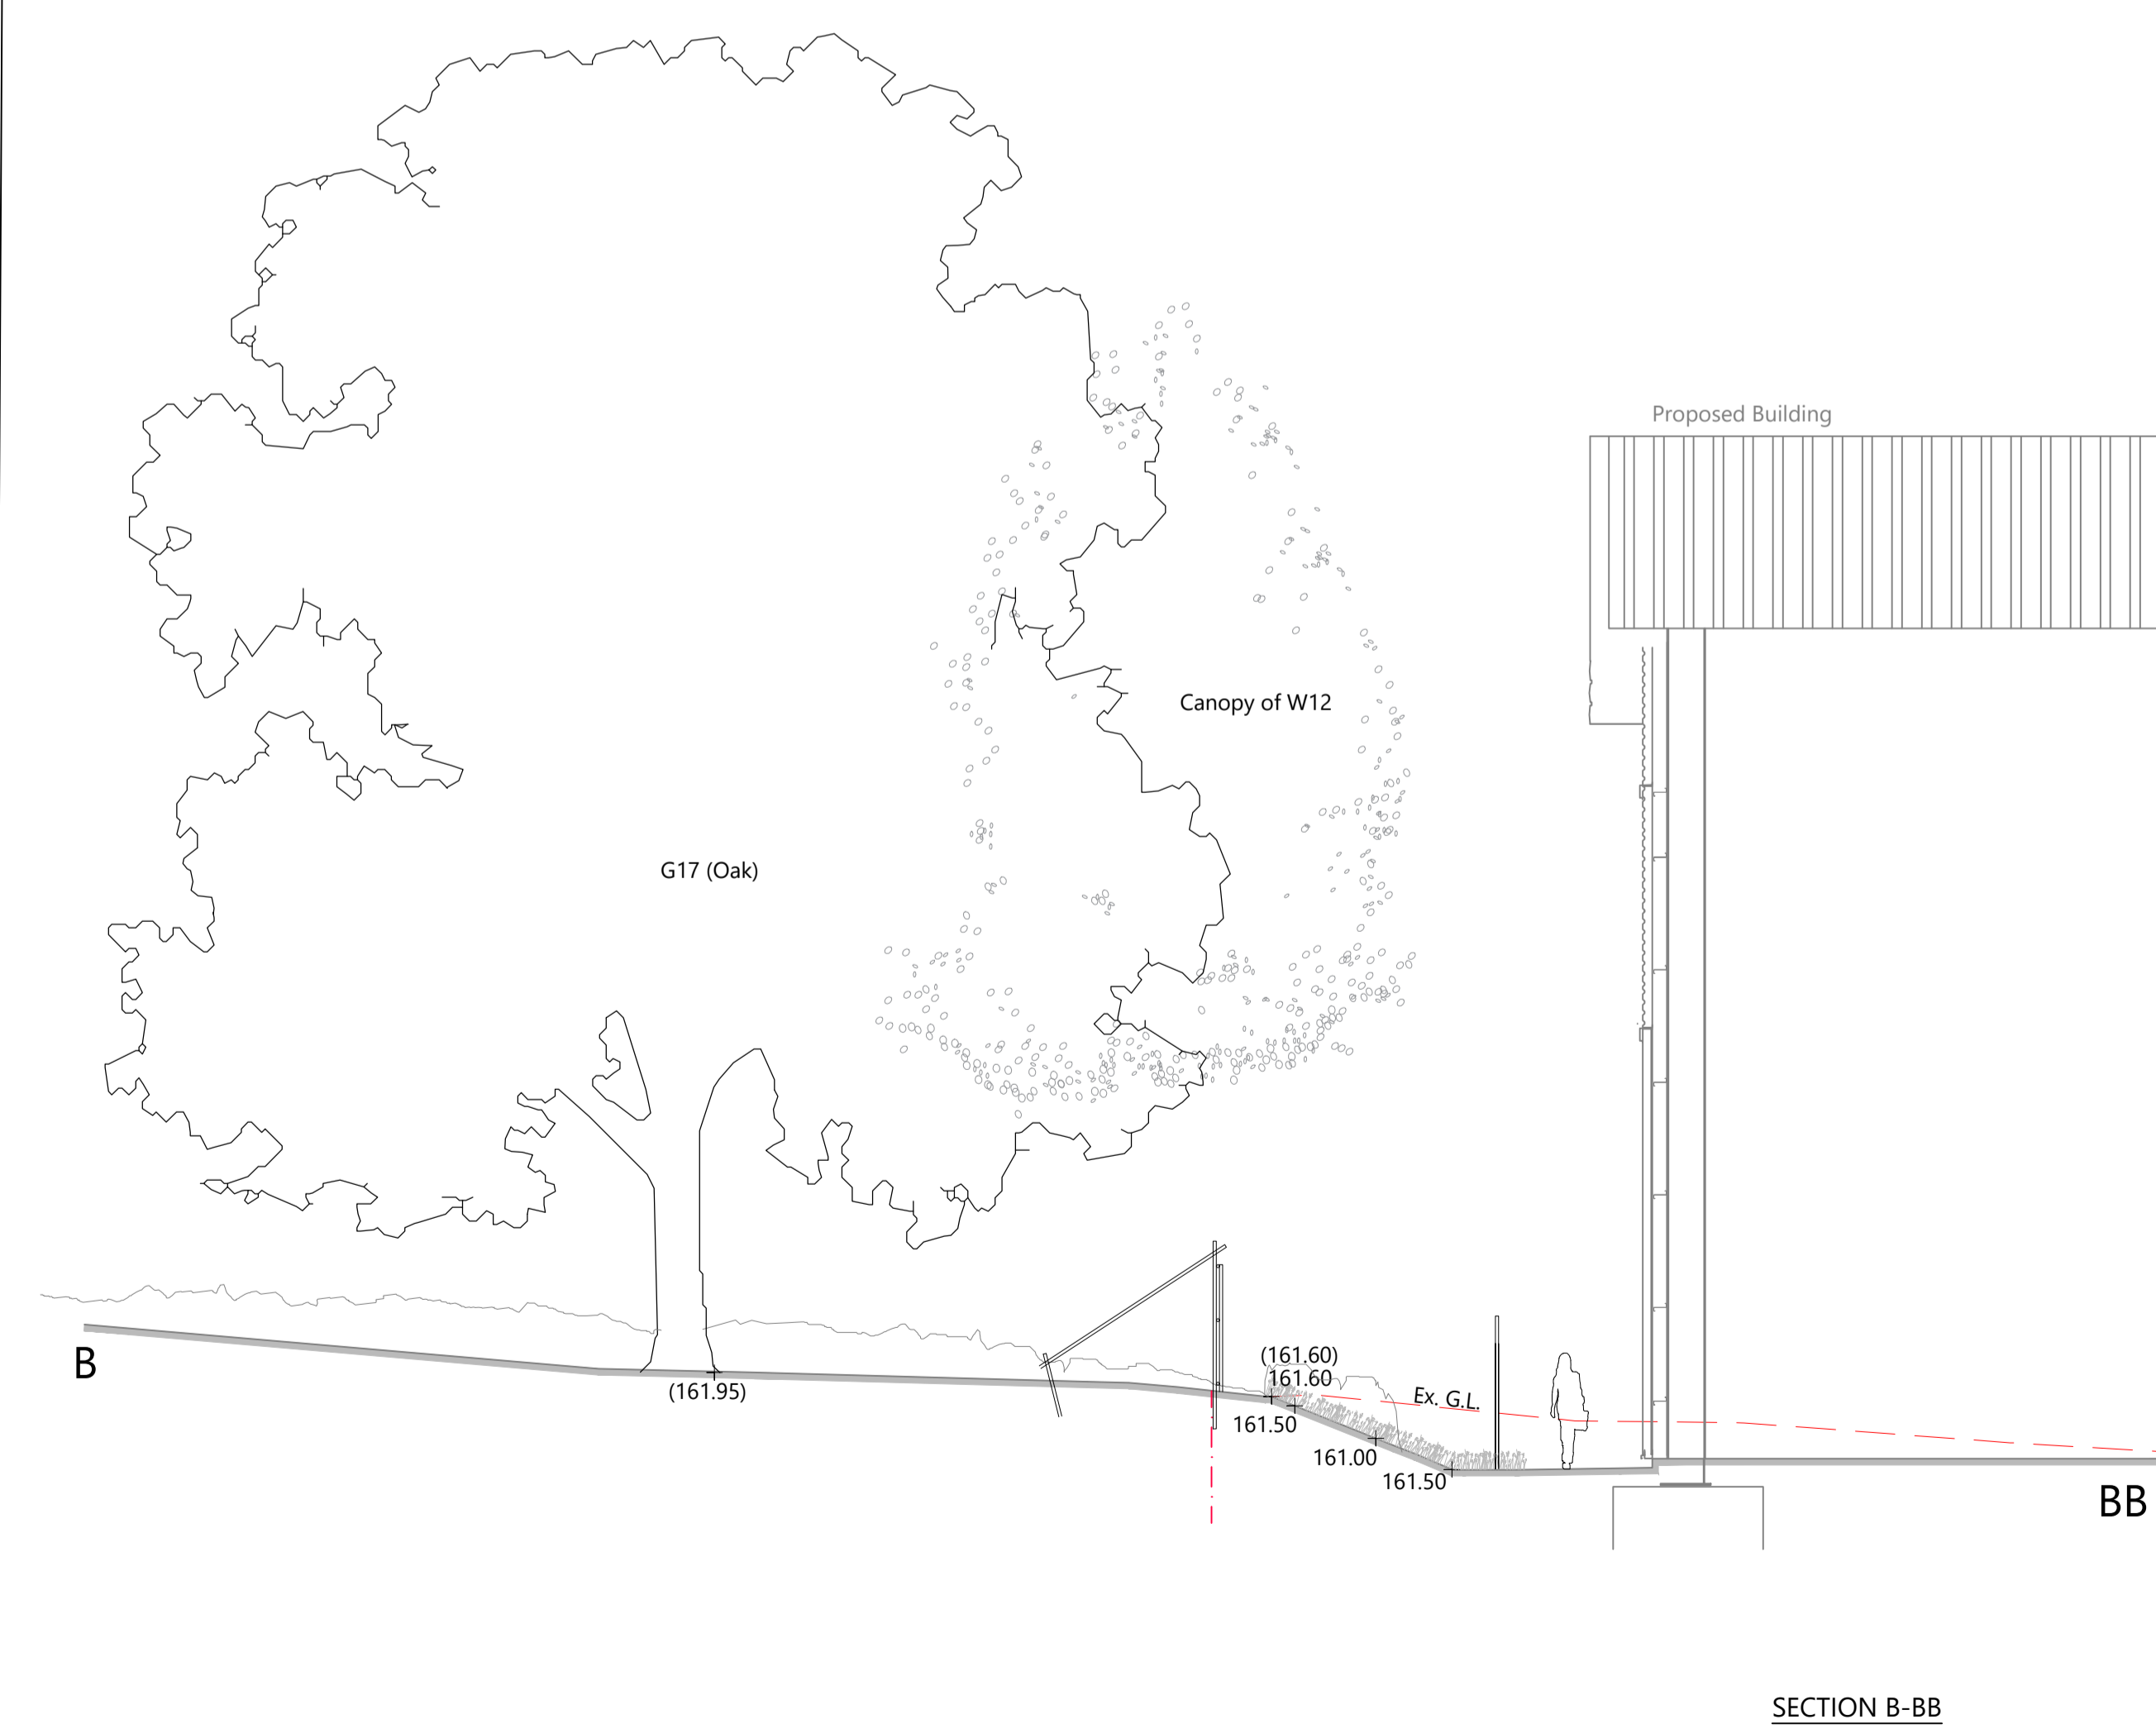 Proposed Building
Canopy of W12
G17 (Oak)
B
(161.95)
(161.60)
161.60
161.50
Ex. G.L.
161.00
161.50
BB
SECTION B-BB